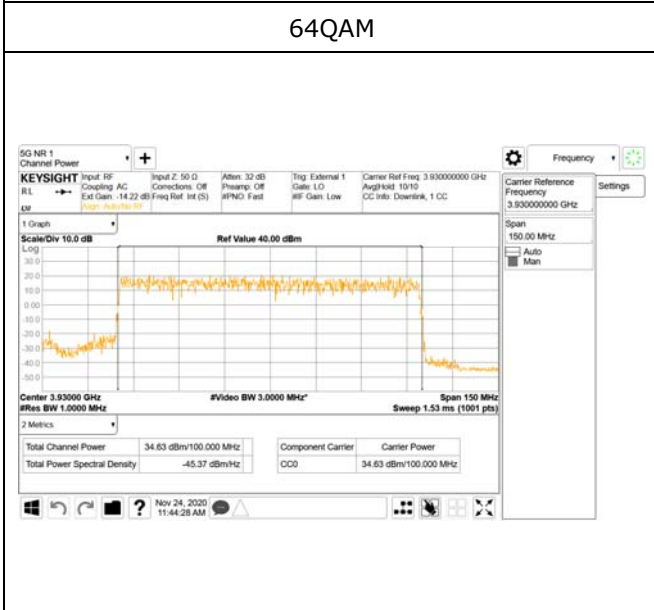 64QAM
5G NR 1
Channel Power
+
Frequency
KEYSIGHT Input: RF Input Z: 50 Ω Atten: 32 dB Trig: External 1 Carrier Ref Freq: 3.930000000 GHz
RL Coupling: AC Corrections: Off Preamp: Off Gate: LO Avg|Hold: 10/10
Ext Gain: -14.22 dB Freq Ref: Int (S) #PNO: Fast #IF Gain: Low CC Info: Downlink, 1 CC
Align: Auto/No RF
Carrier Reference
Frequency
3.930000000 GHz
Settings
Span
150.00 MHz
Auto
Man
1 Graph
Scale/Div 10.0 dB Ref Value 40.00 dBm
Log
30.0
20.0
10.0
0.00
-10.0
-20.0
-30.0
-40.0
-50.0
Center 3.93000 GHz #Video BW 3.0000 MHz* Span 150 MHz
#Res BW 1.0000 MHz Sweep 1.53 ms (1001 pts)
2 Metrics
Total Channel Power 34.63 dBm/100.000 MHz Component Carrier Carrier Power
Total Power Spectral Density -45.37 dBm/Hz CC0 34.63 dBm/100.000 MHz
? Nov 24, 2020
11:44:28 AM